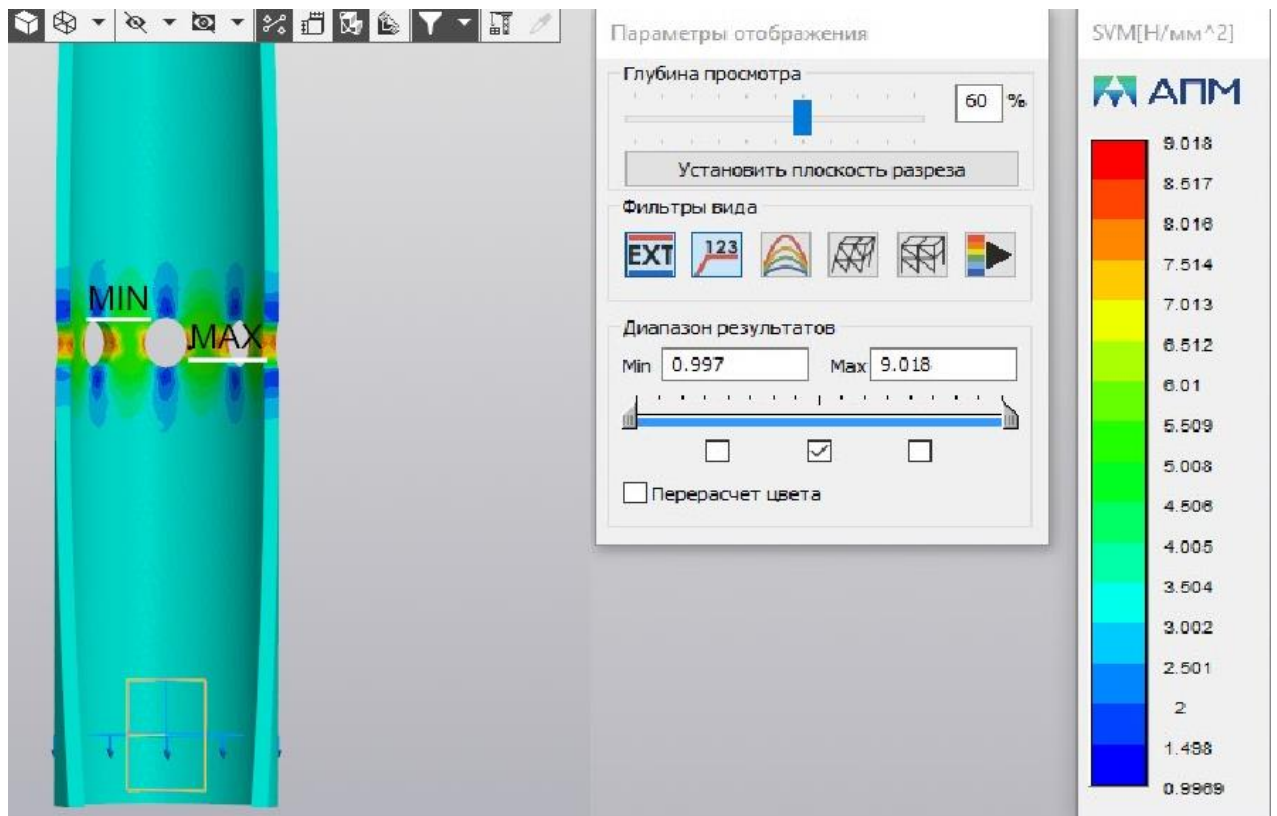 MIN
MAX
Параметры отображения
Глубина просмотра
60 %
Установить плоскость разреза
Фильтры вида
EXT
123
Диапазон результатов
Min 0.997 Max 9.018
Перерасчет цвета
SVM[Н/мм^2]
АПМ
9.018
8.517
8.016
7.514
7.013
6.512
6.01
5.509
5.008
4.506
4.005
3.504
3.002
2.501
2
1.498
0.9969